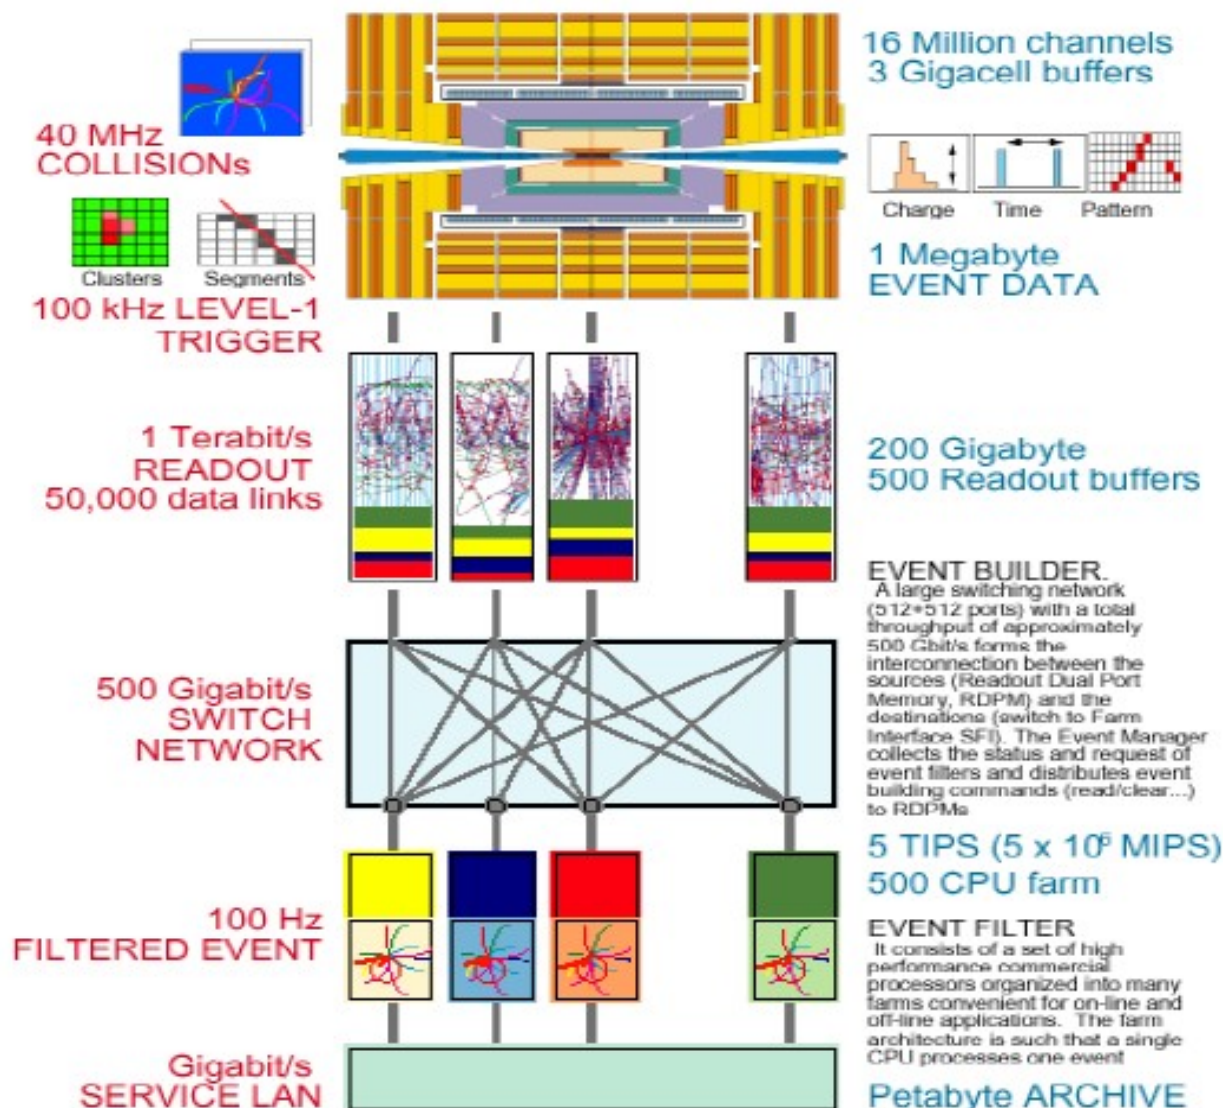 16 Million channels
3 Gigacell buffers
40 MHz
COLLISIONs
Charge Time Pattern
Clusters Segments
1 Megabyte
EVENT DATA
100 kHz LEVEL-1
TRIGGER
1 Terabit/s
READOUT
50,000 data links
200 Gigabyte
500 Readout buffers
EVENT BUILDER.
A large switching network
(512+512 ports) with a total
throughput of approximately
500 Gbit/s forms the
interconnection between the
sources (Readout Dual Port
Memory, RDPM) and the
destinations (switch to Farm
Interface SFI). The Event Manager
collects the status and request of
event filters and distributes event
building commands (read/clear...)
to RDPMs
500 Gigabit/s
SWITCH
NETWORK
5 TIPS (5 x 10⁶ MIPS)
500 CPU farm
100 Hz
FILTERED EVENT
EVENT FILTER
It consists of a set of high
performance commercial
processors organized into many
farms convenient for on-line and
off-line applications. The farm
architecture is such that a single
CPU processes one event
Gigabit/s
SERVICE LAN
Petabyte ARCHIVE